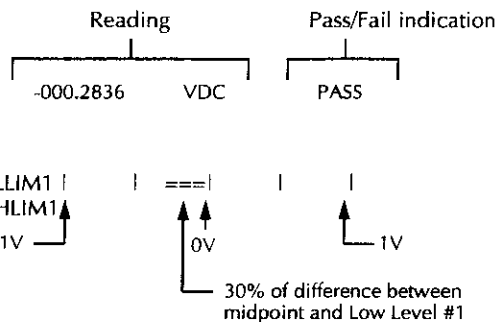 Reading Pass/Fail indication
-000.2836 VDC PASS
LLIM1 | | ===| | |
HLIM1
1V 0V 1V
30% of difference between
midpoint and Low Level #1